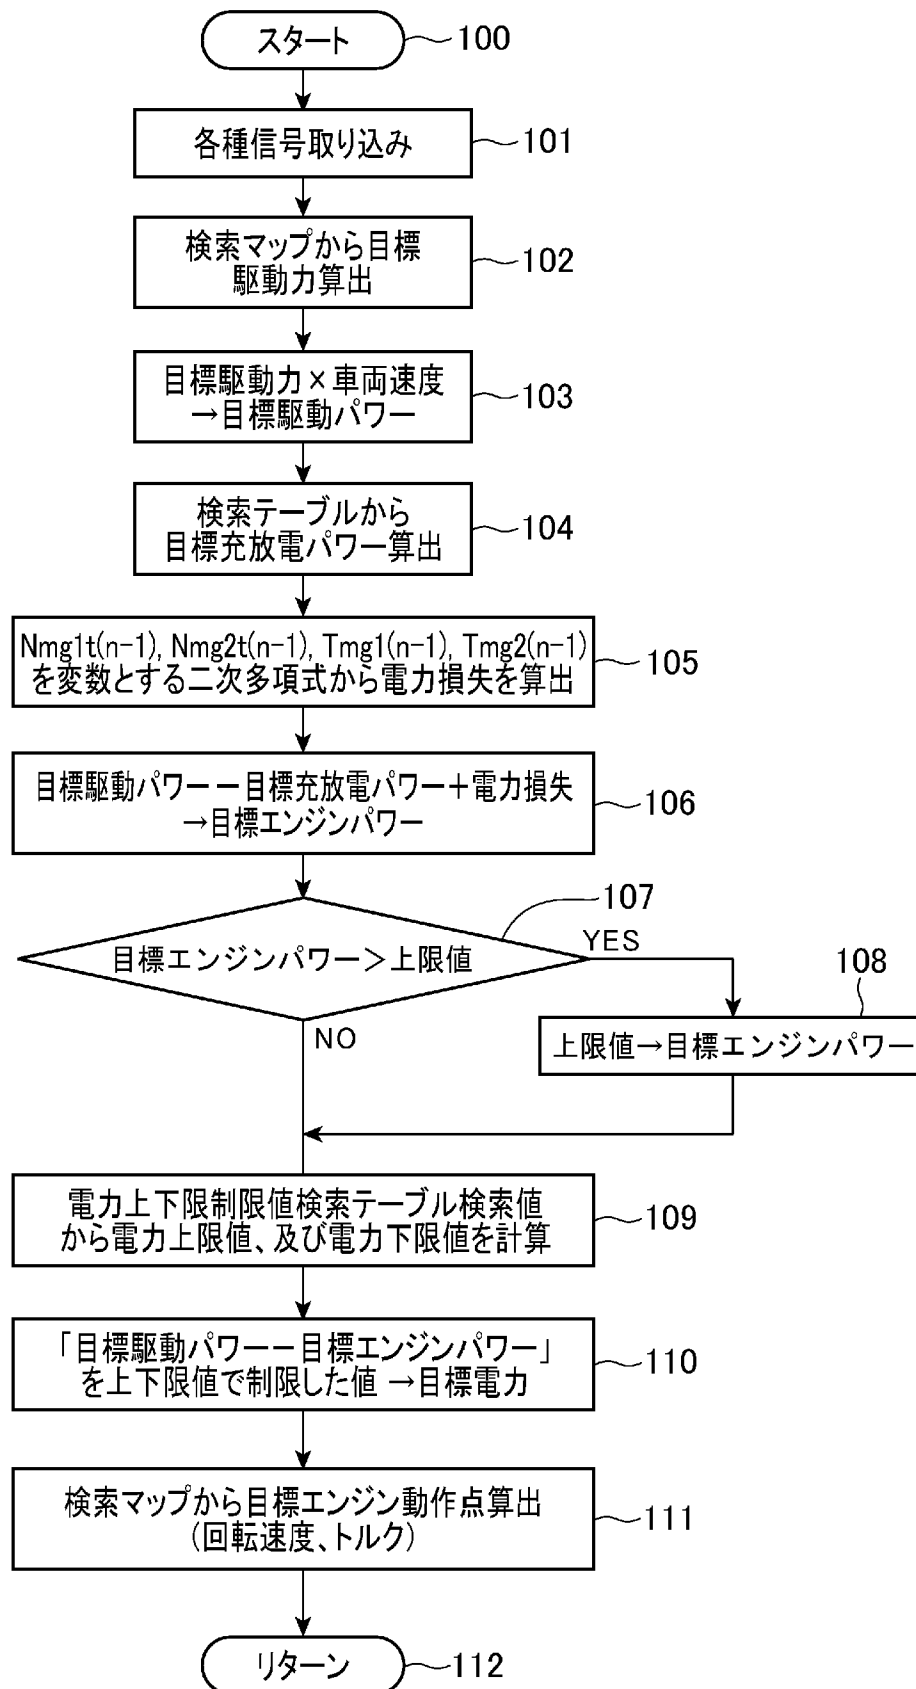 スタート
100
各種信号取り込み
101
検索マップから目標
駆動力算出
102
目標駆動力×車両速度
→目標駆動パワー
103
検索テーブルから
目標充放電パワー算出
104
Nmg1t(n-1), Nmg2t(n-1), Tmg1(n-1), Tmg2(n-1)
を変数とする二次多項式から電力損失を算出
105
目標駆動パワー－目標充放電パワー＋電力損失
→目標エンジンパワー
106
107
目標エンジンパワー＞上限値
YES
NO
108
上限値→目標エンジンパワー
電力上下限制限値検索テーブル検索値
から電力上限値、及び電力下限値を計算
109
「目標駆動パワー－目標エンジンパワー」
を上下限値で制限した値 →目標電力
110
検索マップから目標エンジン動作点算出
(回転速度、トルク)
111
リターン
112